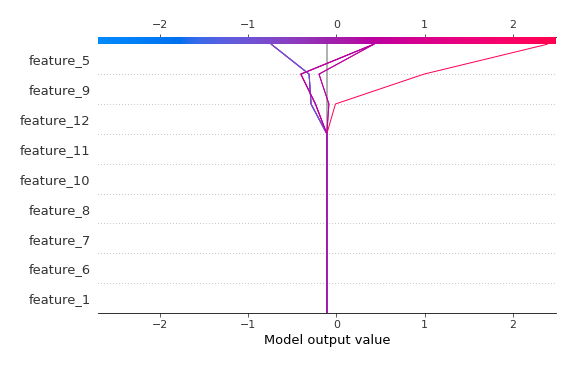 −2 −1 0 1 2
feature_5
feature_9
feature_12
feature_11
feature_10
feature_8
feature_7
feature_6
feature_1
−2 −1 0 1 2
Model output value